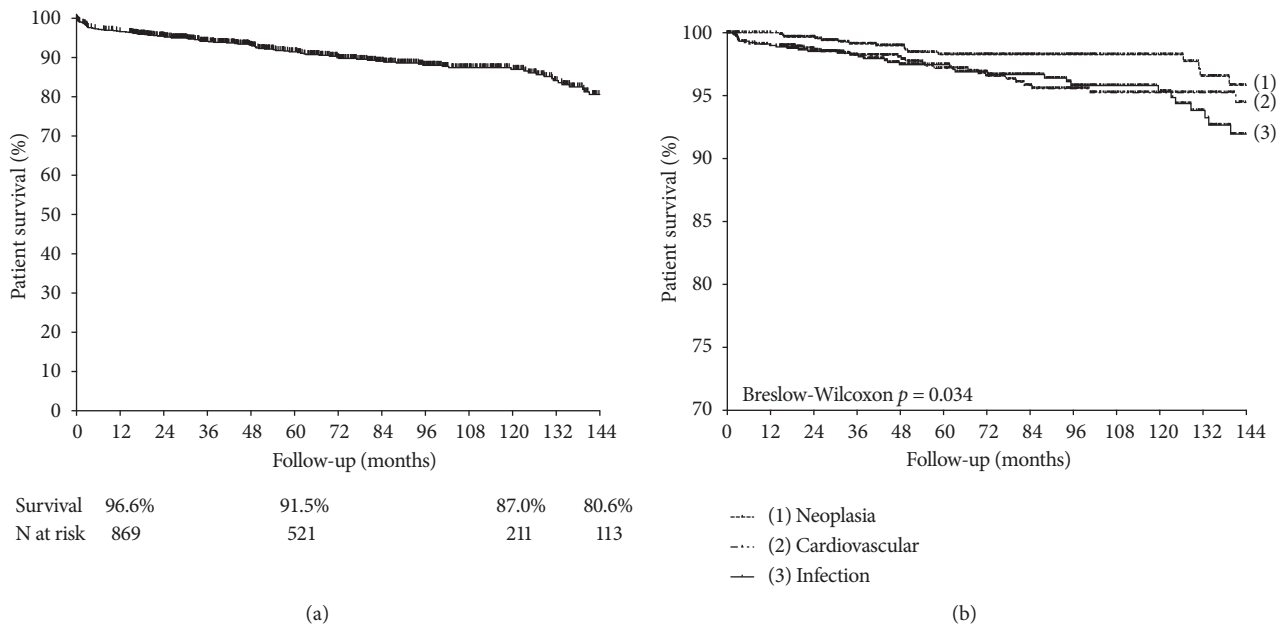 100
90
80
70
60
50
40
30
20
10
0
Patient survival (%)
0 12 24 36 48 60 72 84 96 108 120 132 144
Follow-up (months)
Survival 96.6% 91.5% 87.0% 80.6%
N at risk 869 521 211 113
(a)
100
95
90
85
80
75
70
Patient survival (%)
(1)
(2)
(3)
Breslow-Wilcoxon p = 0.034
0 12 24 36 48 60 72 84 96 108 120 132 144
Follow-up (months)
(1) Neoplasia
(2) Cardiovascular
(3) Infection
(b)